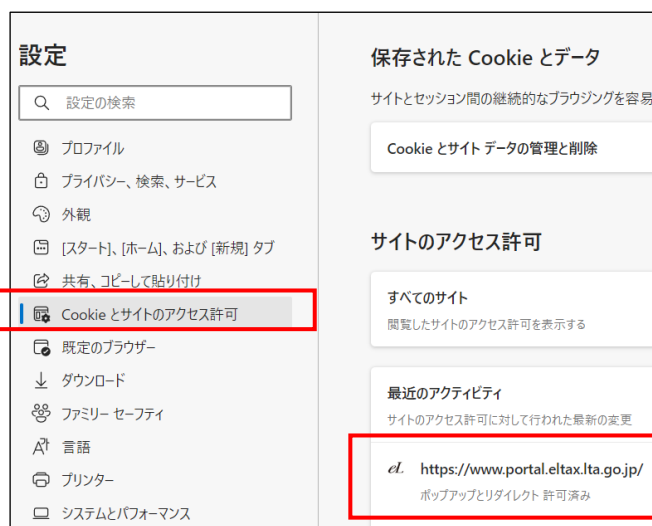 設定
設定の検索
プロファイル
プライバシー、検索、サービス
外観
[スタート]、[ホーム]、および [新規] タブ
共有、コピーして貼り付け
Cookie とサイトのアクセス許可
既定のブラウザー
ダウンロード
ファミリー セーフティ
言語
プリンター
システムとパフォーマンス
保存された Cookie とデータ
サイトとセッション間の継続的なブラウジングを容易
Cookie とサイト データの管理と削除
サイトのアクセス許可
すべてのサイト
閲覧したサイトのアクセス許可を表示する
最近のアクティビティ
サイトのアクセス許可に対して行われた最新の変更
eL https://www.portal.eltax.lta.go.jp/
ポップアップとリダイレクト 許可済み